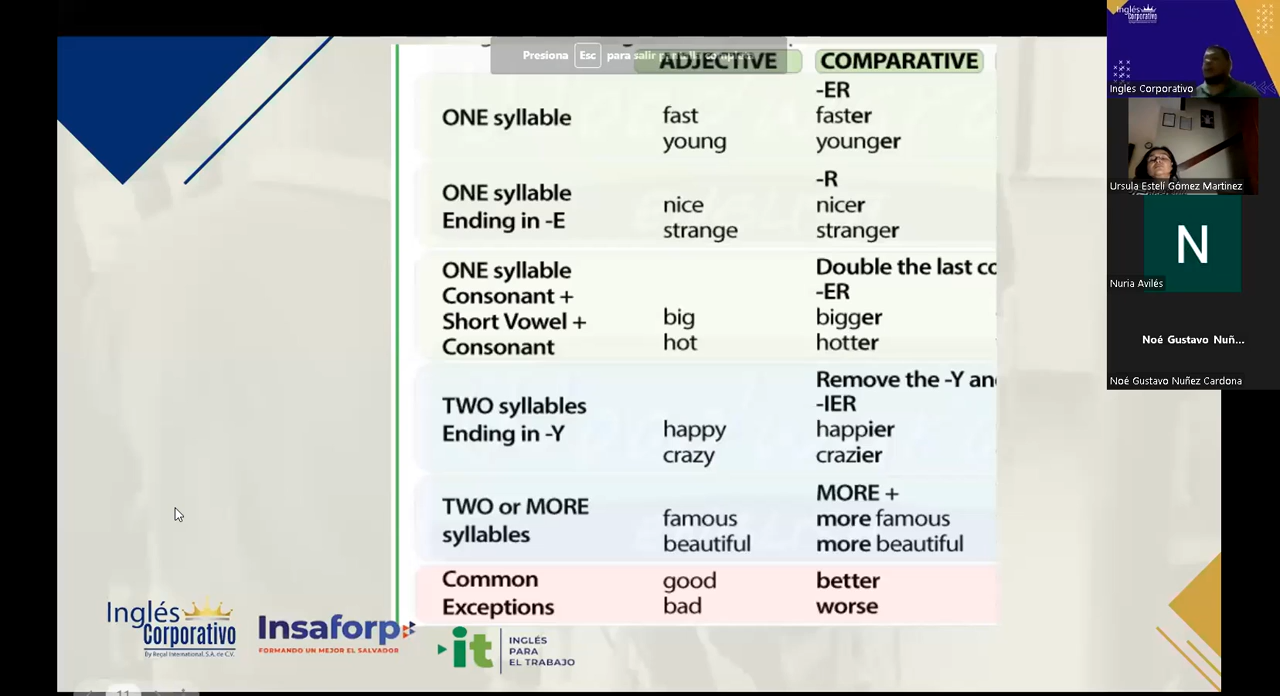 Presiona Esc para salir
ADJECTIVE COMPARATIVE
-ER
ONE syllable fast faster
young younger
-R
ONE syllable nice nicer
Ending in -E strange stranger
ONE syllable Double the last co
Consonant + -ER
Short Vowel + big bigger
Consonant hot hotter
Remove the -Y an
TWO syllables -IER
Ending in -Y happy happier
crazy crazier
MORE +
TWO or MORE famous more famous
syllables beautiful more beautiful
Common good better
Exceptions bad worse
Inglés
Corporativo
By Regal International, S.A. de C.V.
Insaforp
FORMANDO UN MEJOR EL SALVADOR
it
INGLÉS
PARA
EL TRABAJO
11
Inglés
Corporativo
Ingles Corporativo
Ursula Estelí Gómez Martinez
N
Nuria Avilés
Noé Gustavo Nuñ...
Noé Gustavo Nuñez Cardona